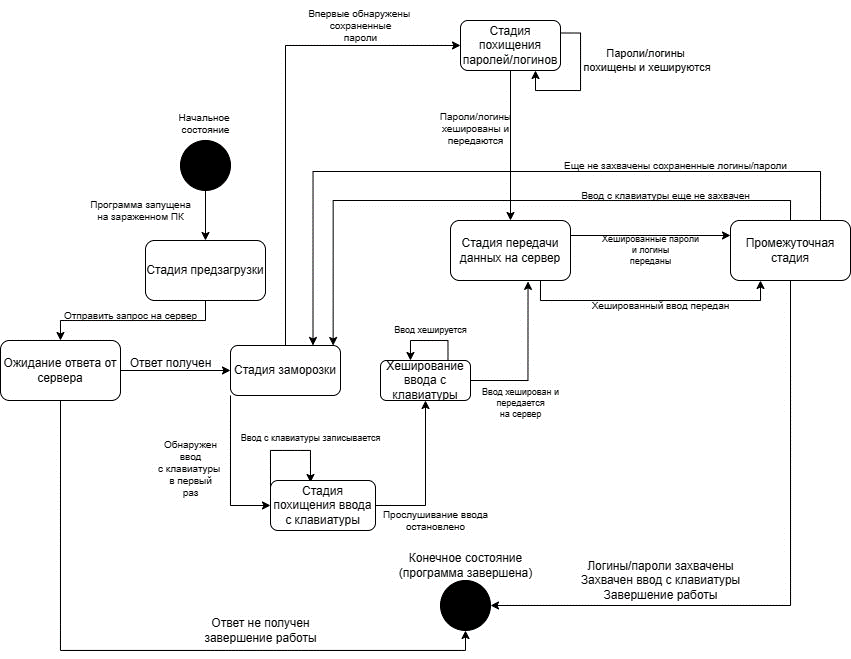 Впервые обнаружены
сохраненные
пароли
Стадия
похищения
паролей/логинов
Пароли/логины
похищены и хешируются
Начальное
состояние
Пароли/логины
хешированы и
передаются
Еще не захвачены сохраненные логины/пароли
Ввод с клавиатуры еще не захвачен
Программа запущена
на зараженном ПК
Стадия предзагрузки
Стадия передачи
данных на сервер
Хешированные пароли
и логины
переданы
Промежуточная
стадия
Хешированный ввод передан
Отправить запрос на сервер
Ожидание ответа от
сервера
Ответ получен
Стадия заморозки
Ввод хешируется
Хеширование
ввода с
клавиатуры
Ввод хеширован и
передается
на сервер
Обнаружен
ввод
с клавиатуры
в первый
раз
Ввод с клавиатуры записывается
Стадия
похищения ввода
с клавиатуры
Прослушивание ввода
остановлено
Конечное состояние
(программа завершена)
Логины/пароли захвачены
Захвачен ввод с клавиатуры
Завершение работы
Ответ не получен
завершение работы